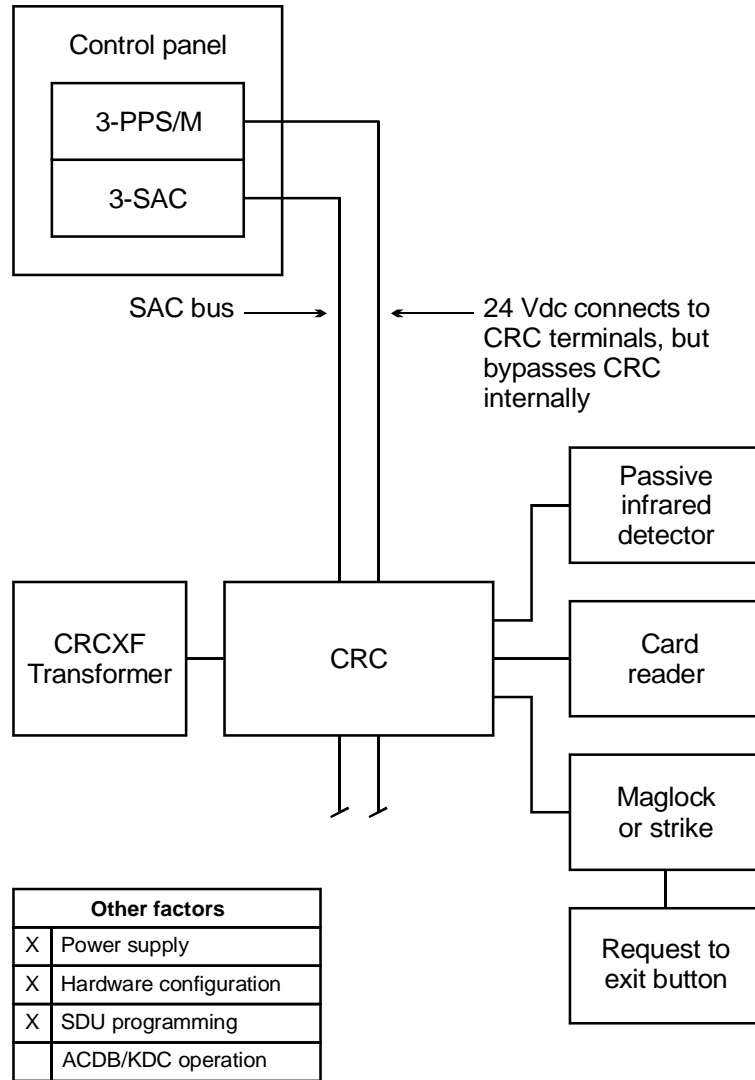 Control panel
3-PPS/M
3-SAC
SAC bus
24 Vdc connects to
CRC terminals, but
bypasses CRC
internally
Passive
infrared
detector
CRCXF
Transformer
CRC
Card
reader
Maglock
or strike
Request to
exit button
Other factors
X Power supply
X Hardware configuration
X SDU programming
ACDB/KDC operation